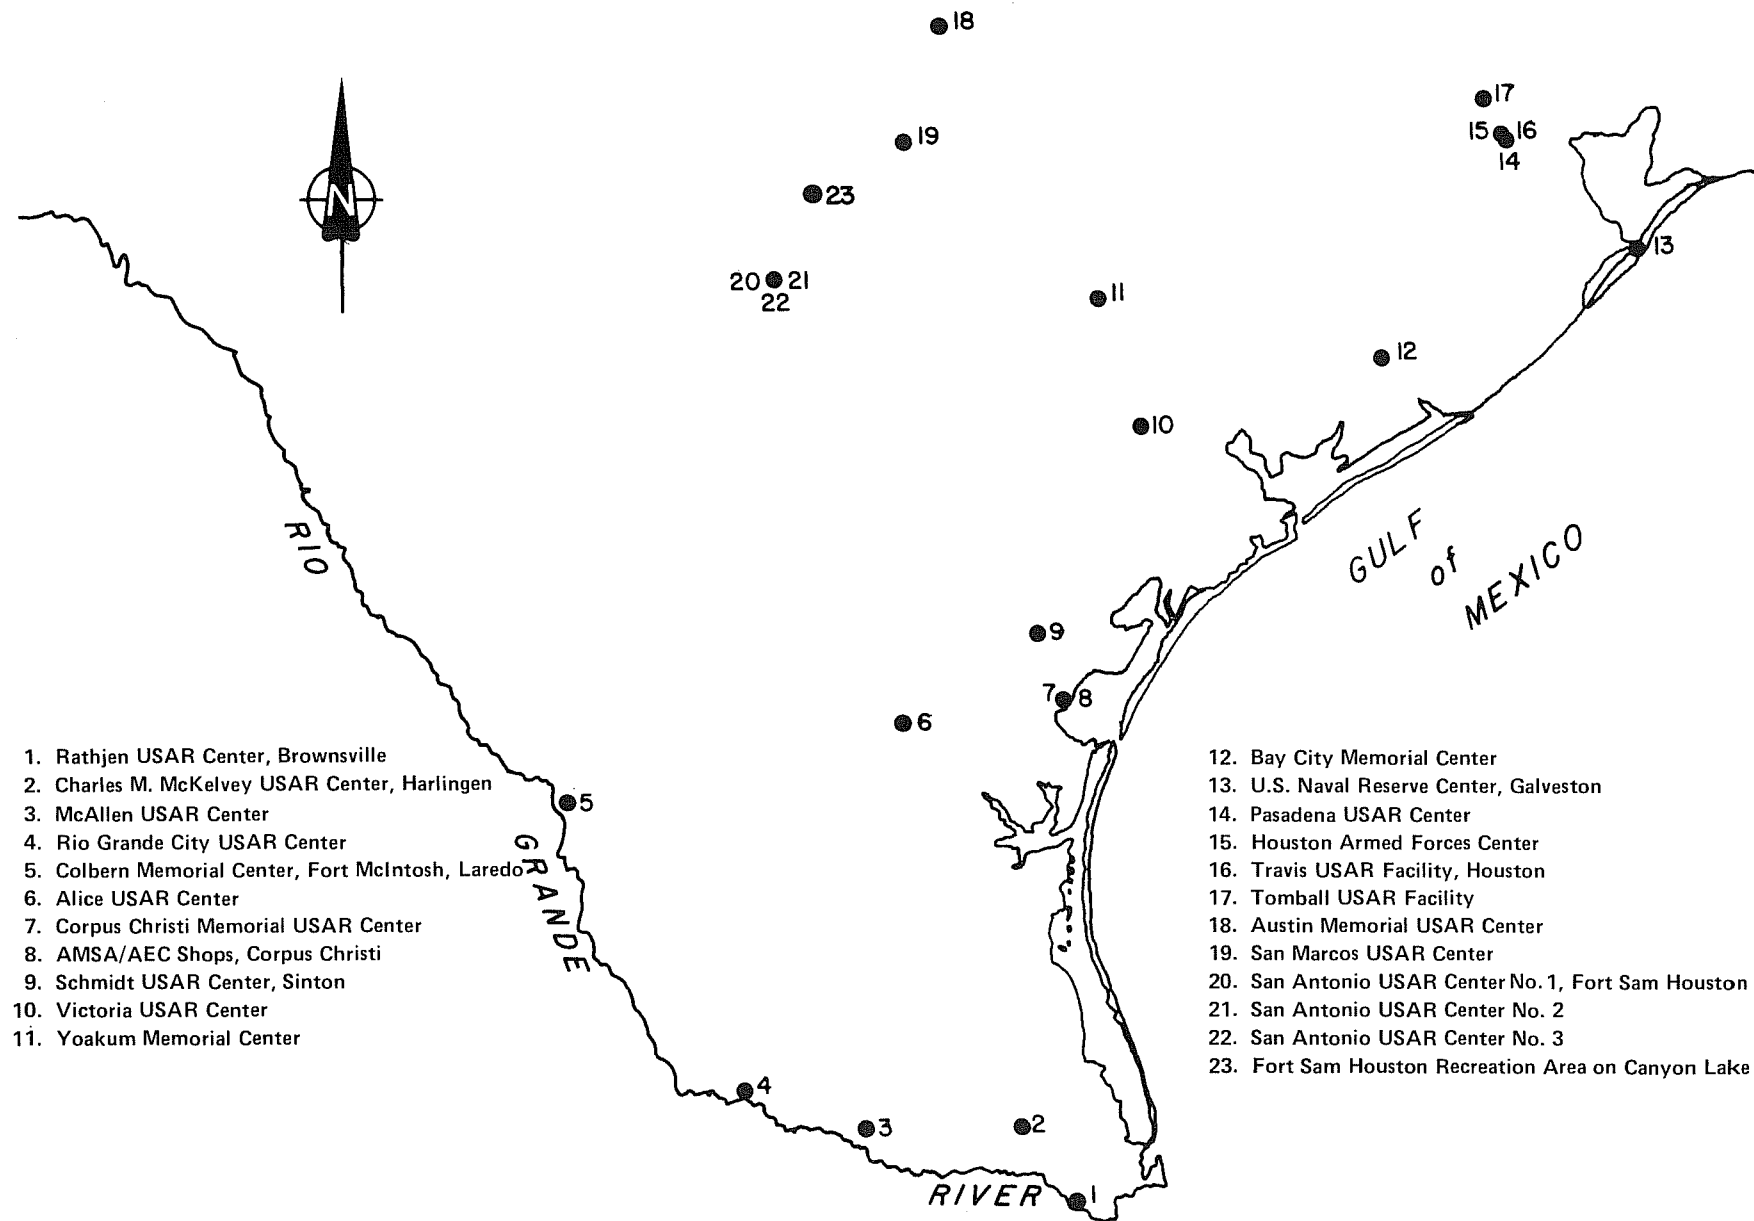 18
17
15 16
14
19
N
23
13
20 21
22
11
12
10
RIO
GULF
of
MEXICO
9
7 8
6
5
GRANDE
4
3
2
RIVER
1
1. Rathjen USAR Center, Brownsville
2. Charles M. McKelvey USAR Center, Harlingen
3. McAllen USAR Center
4. Rio Grande City USAR Center
5. Colbern Memorial Center, Fort McIntosh, Laredo
6. Alice USAR Center
7. Corpus Christi Memorial USAR Center
8. AMSA/AEC Shops, Corpus Christi
9. Schmidt USAR Center, Sinton
10. Victoria USAR Center
11. Yoakum Memorial Center
12. Bay City Memorial Center
13. U.S. Naval Reserve Center, Galveston
14. Pasadena USAR Center
15. Houston Armed Forces Center
16. Travis USAR Facility, Houston
17. Tomball USAR Facility
18. Austin Memorial USAR Center
19. San Marcos USAR Center
20. San Antonio USAR Center No. 1, Fort Sam Houston
21. San Antonio USAR Center No. 2
22. San Antonio USAR Center No. 3
23. Fort Sam Houston Recreation Area on Canyon Lake